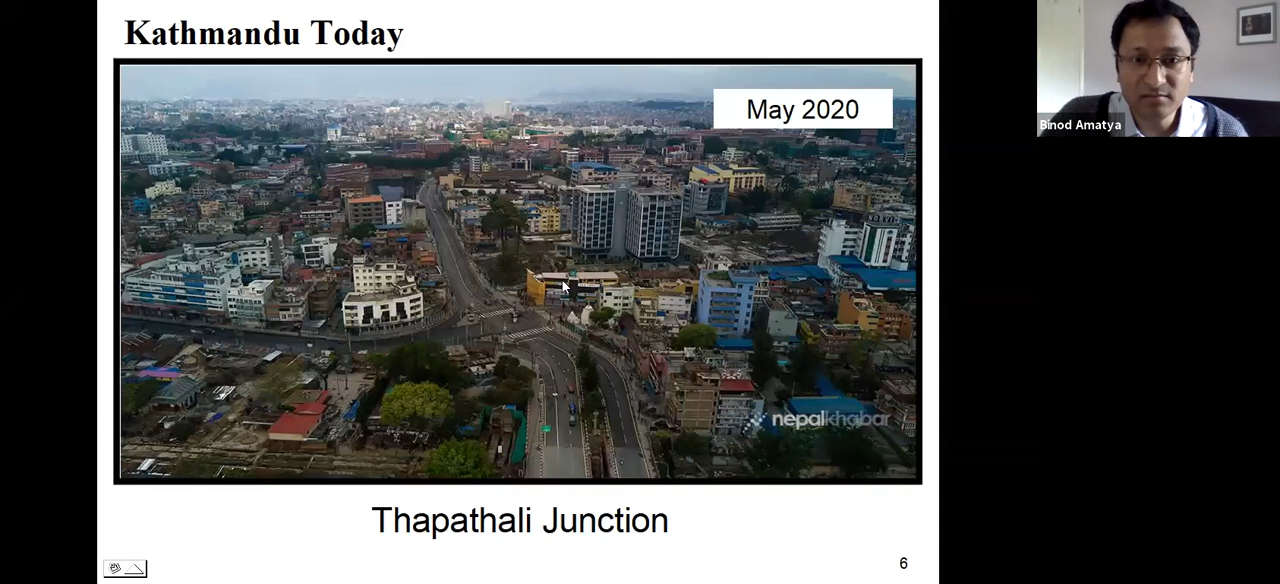 Kathmandu Today
May 2020
nepalkhabar
Thapathali Junction
6
Binod Amatya